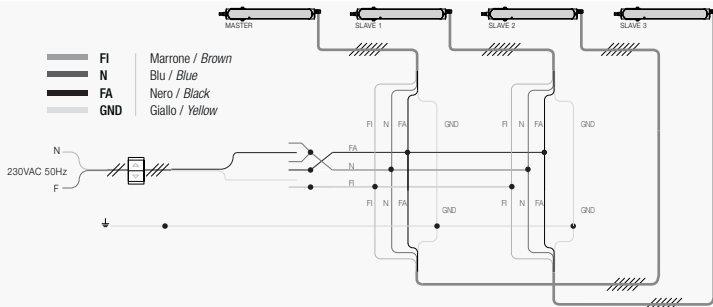 MASTER
SLAVE 1
SLAVE 2
SLAVE 3
FI Marrone / Brown
N Blu / Blue
FA Nero / Black
GND Giallo / Yellow
FI N FA GND FI N FA GND
N
230VAC 50Hz
F
FA
N
FI
FI N FA GND FI N FA GND